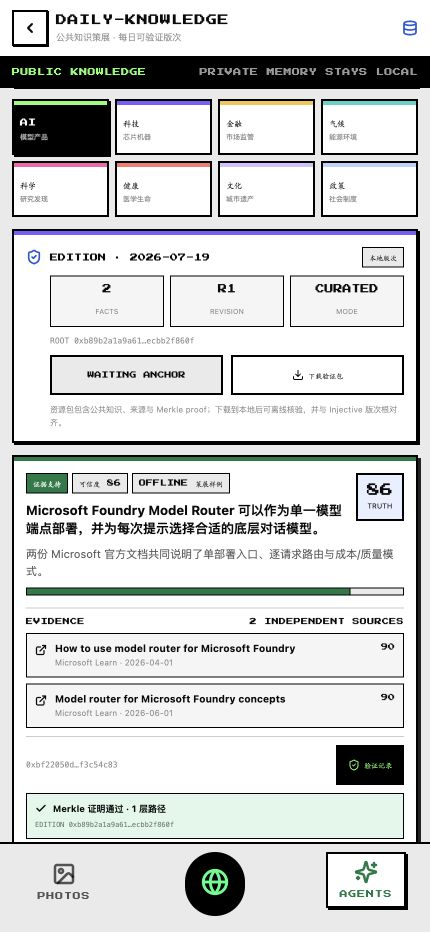 DAILY-KNOWLEDGE
公共知识策展 · 每日可验证版次
PUBLIC KNOWLEDGE
PRIVATE MEMORY STAYS LOCAL
AI
模型产品
科技
芯片机器
金融
市场监管
气候
能源环境
科学
研究发现
健康
医学生命
文化
城市遗产
政策
社会制度
EDITION · 2026-07-19
本地版次
2
FACTS
R1
REVISION
CURATED
MODE
ROOT 0xb89b2a1a9a61…ecbb2f860f
WAITING ANCHOR
下载验证包
资源包包含公共知识、来源与 Merkle proof；下载到本地后可离线核验，并与 Injective 版次根对
齐。
证据支持
可信度 86
OFFLINE 策展样例
86
TRUTH
Microsoft Foundry Model Router 可以作为单一模型
端点部署，并为每次提示选择合适的底层对话模型。
两份 Microsoft 官方文档共同说明了单部署入口、逐请求路由与成本/质量模
式。
EVIDENCE
2 INDEPENDENT SOURCES
How to use model router for Microsoft Foundry
90
Microsoft Learn · 2026-04-01
Model router for Microsoft Foundry concepts
90
Microsoft Learn · 2026-06-01
0xbf22050d…f3c54c83
验证记录
Merkle 证明通过 · 1 层路径
EDITION 0xb89b2a1a9a61…ecbb2f860f
PHOTOS
AGENTS